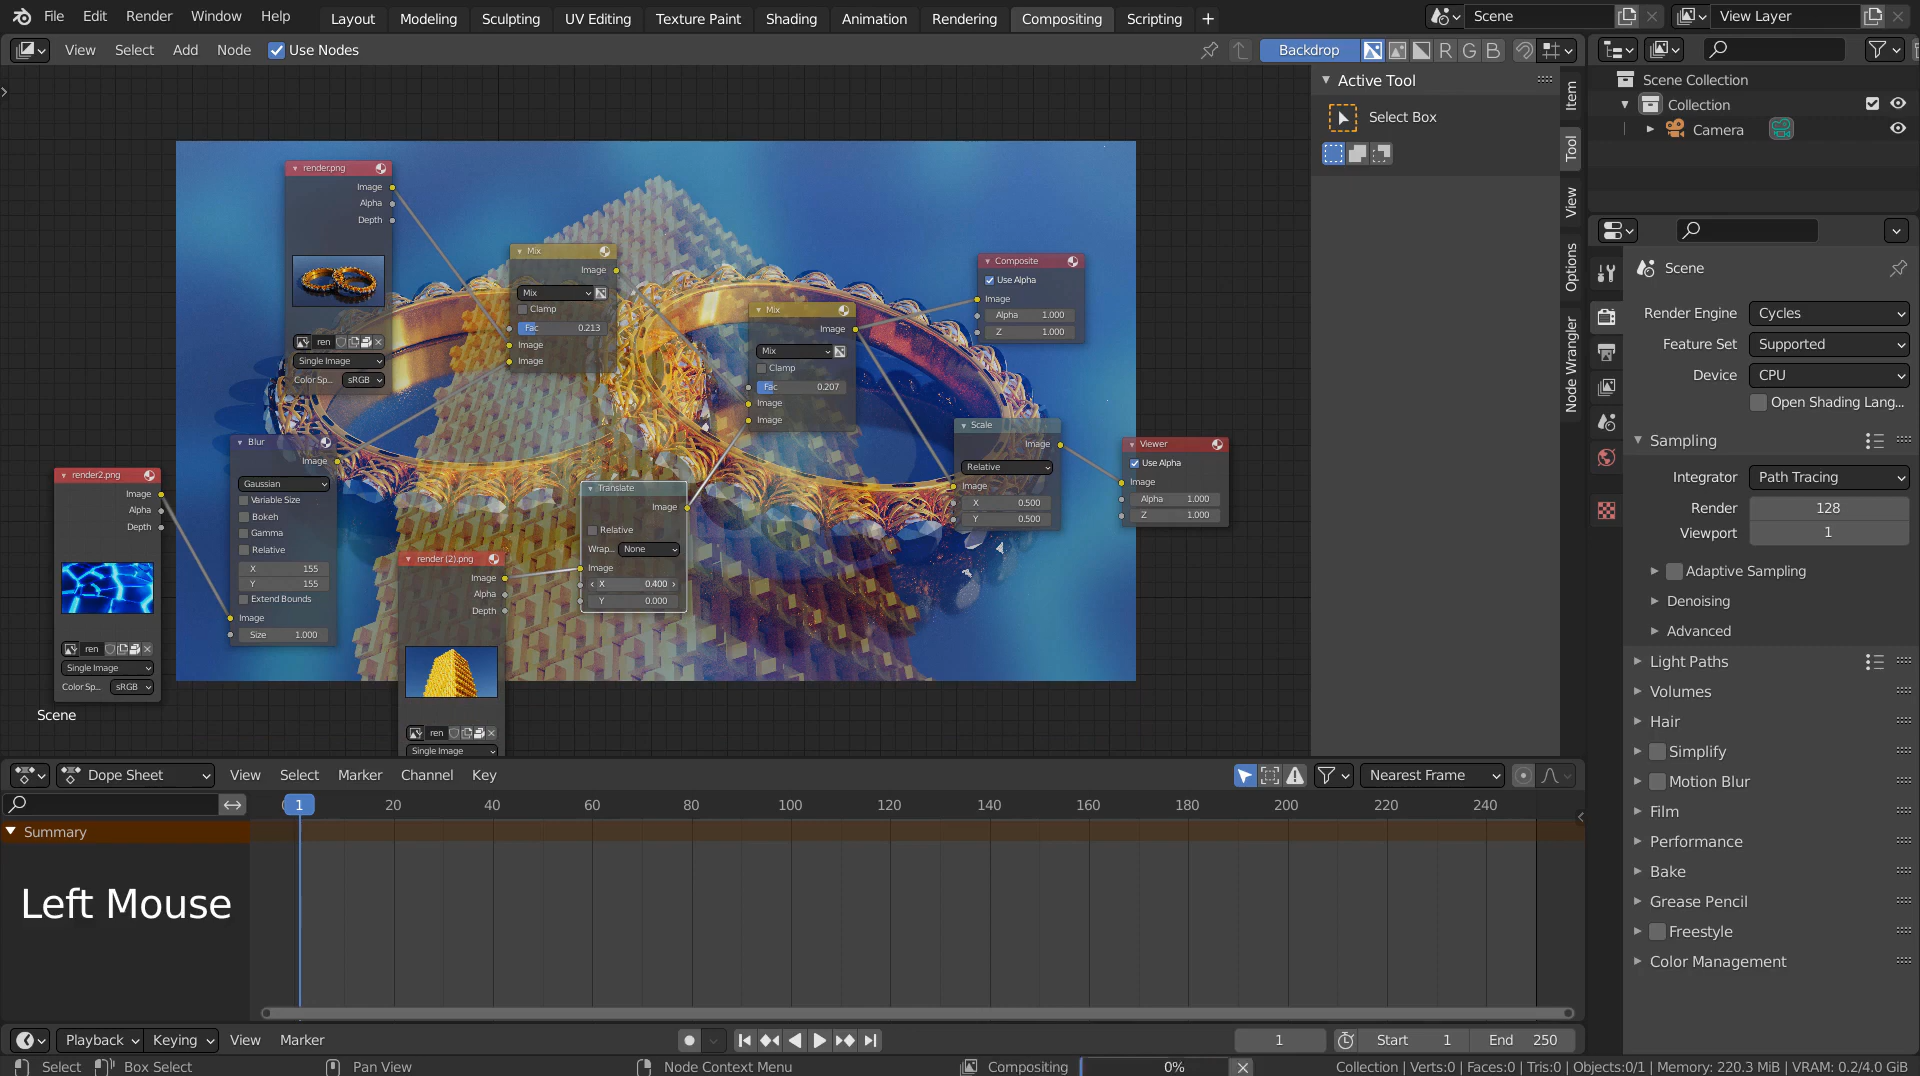 File Edit Render Window Help Layout Modeling Sculpting UV Editing Texture Paint Shading Animation Rendering Compositing Scripting + Scene View Layer
View Select Add Node Use Nodes Backdrop R G B
Active Tool
Select Box
Item
Tool
View
Options
Node Wrangler
Scene Collection
Collection
Camera
render.png
Image
Alpha
Depth
ren
Single Image
Color Sp... sRGB
Mix
Image
Mix
Clamp
Fac 0.213
Image
Image
Mix
Image
Mix
Clamp
Fac 0.207
Image
Image
Composite
Use Alpha
Image
Alpha 1.000
Z 1.000
Scale
Image
Relative
Image
X 0.500
Y 0.500
Viewer
Use Alpha
Image
Alpha 1.000
Z 1.000
Blur
Image
Gaussian
Variable Size
Bokeh
Gamma
Relative
X 155
Y 155
Extend Bounds
Image
Size 1.000
render2.png
Image
Alpha
Depth
ren
Single Image
Color Sp... sRGB
Translate
Image
Relative
Wrap... None
Image
X 0.400
Y 0.000
render (2).png
Image
Alpha
Depth
ren
Single Image
Scene
Scene
Render Engine Cycles
Feature Set Supported
Device CPU
Open Shading Lang...
Sampling
Integrator Path Tracing
Render 128
Viewport 1
Adaptive Sampling
Denoising
Advanced
Light Paths
Volumes
Hair
Simplify
Motion Blur
Film
Performance
Bake
Grease Pencil
Freestyle
Color Management
Dope Sheet View Select Marker Channel Key Nearest Frame
1 20 40 60 80 100 120 140 160 180 200 220 240
Summary
Left Mouse
Playback Keying View Marker 1 Start 1 End 250
Select Box Select Pan View Node Context Menu Compositing 0% Collection | Verts:0 | Faces:0 | Tris:0 | Objects:0/1 | Memory: 220.3 MiB | VRAM: 0.2/4.0 GiB